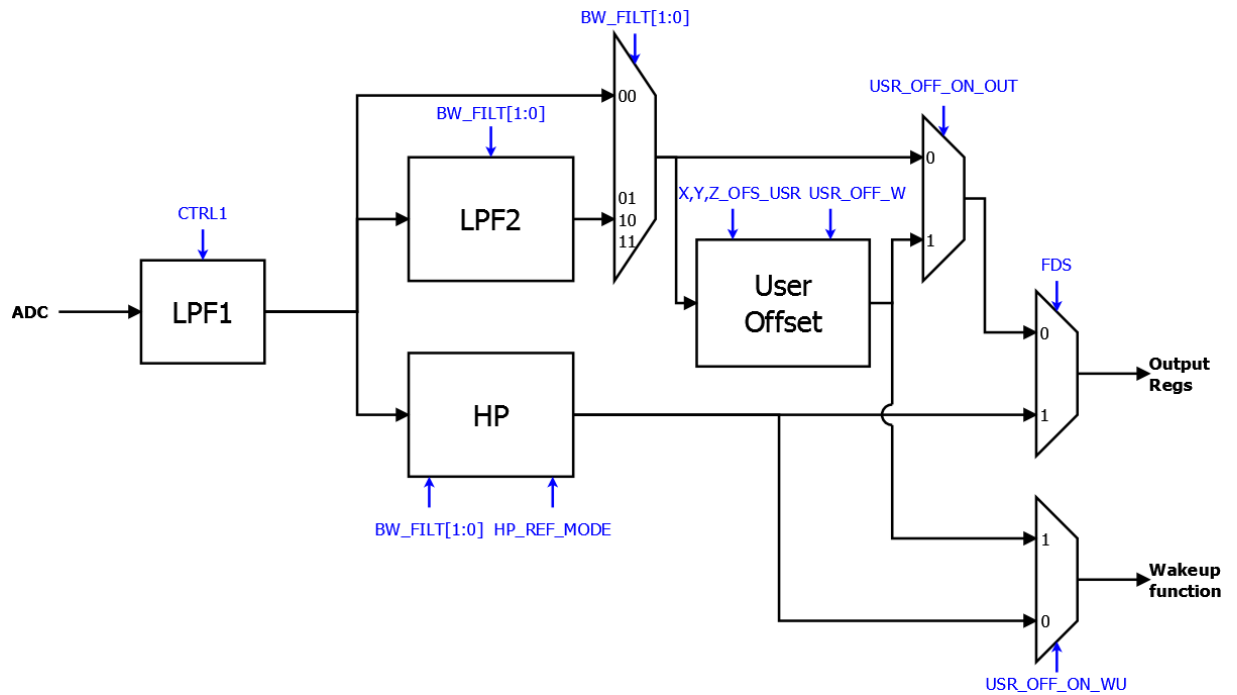 BW_FILT[1:0]
USR_OFF_ON_OUT
00
BW_FILT[1:0]
0
01
X,Y,Z_OFS_USR USR_OFF_W
CTRL1
LPF2
10
11
1
FDS
User
Offset
ADC
LPF1
0
Output
Regs
HP
1
BW_FILT[1:0] HP_REF_MODE
1
Wakeup
function
0
USR_OFF_ON_WU